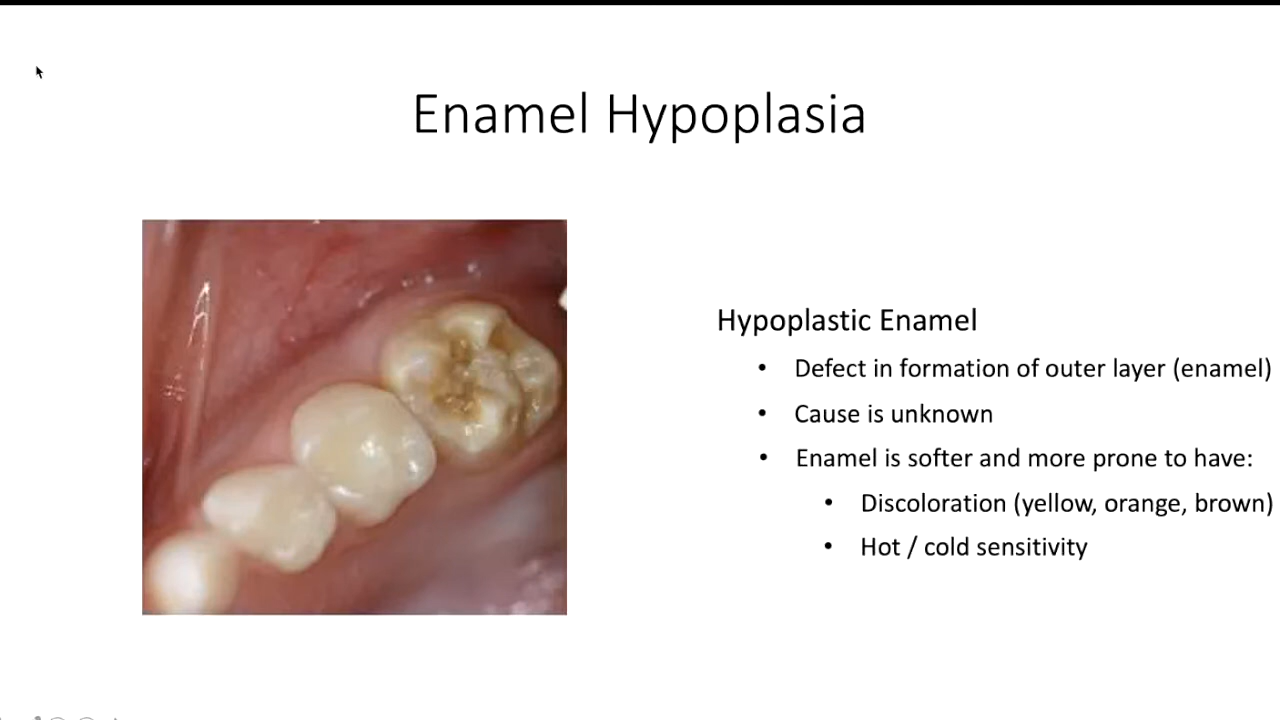 Enamel Hypoplasia
Hypoplastic Enamel
• Defect in formation of outer layer (enamel)
• Cause is unknown
• Enamel is softer and more prone to have:
• Discoloration (yellow, orange, brown)
• Hot / cold sensitivity